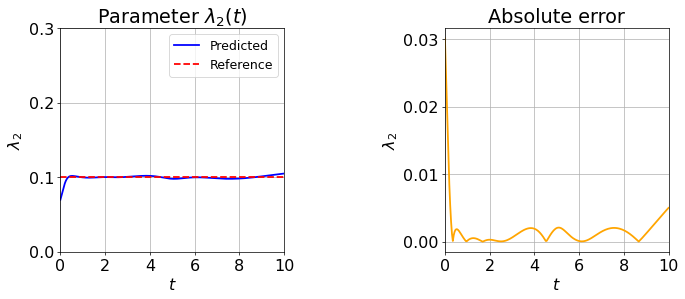 Parameter λ₂(t)
λ₂
0.3
0.2
0.1
0.0
Predicted
Reference
0 2 4 6 8 10
t
Absolute error
λ₂
0.03
0.02
0.01
0.00
0 2 4 6 8 10
t